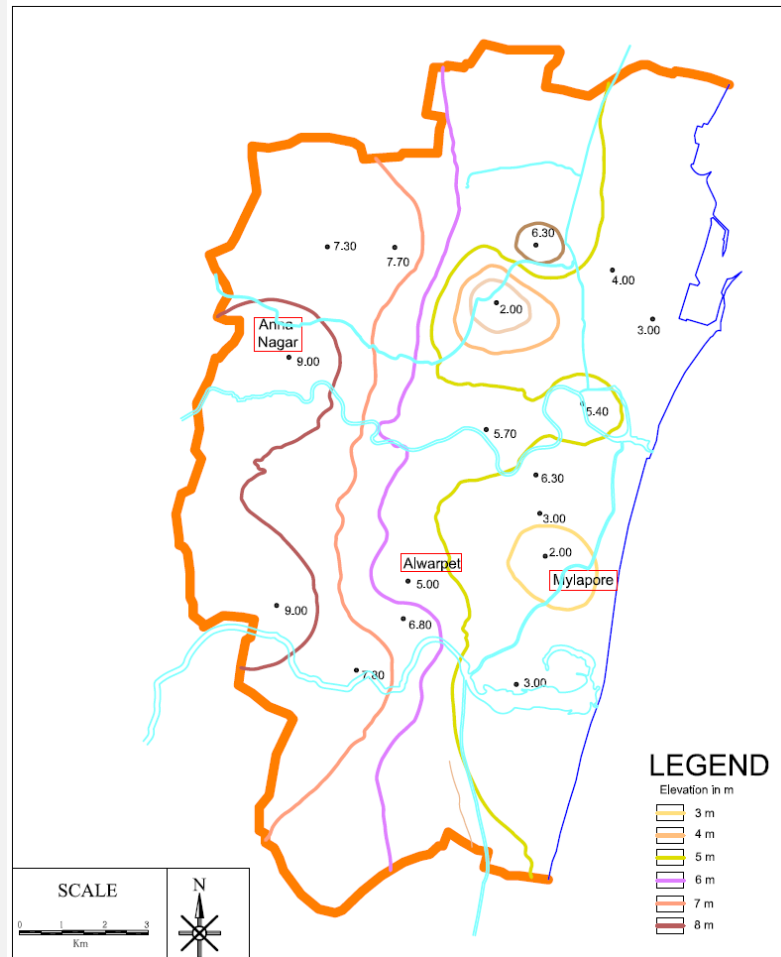 6.30
7.30
7.70
4.00
2.00
3.00
Anna
Nagar
9.00
5.40
5.70
6.30
3.00
2.00
Alwarpet
5.00
Mylapore
9.00
6.80
7.80
3.00
LEGEND
Elevation in m
3 m
4 m
5 m
6 m
7 m
8 m
SCALE
0 1 2 3
Km
N